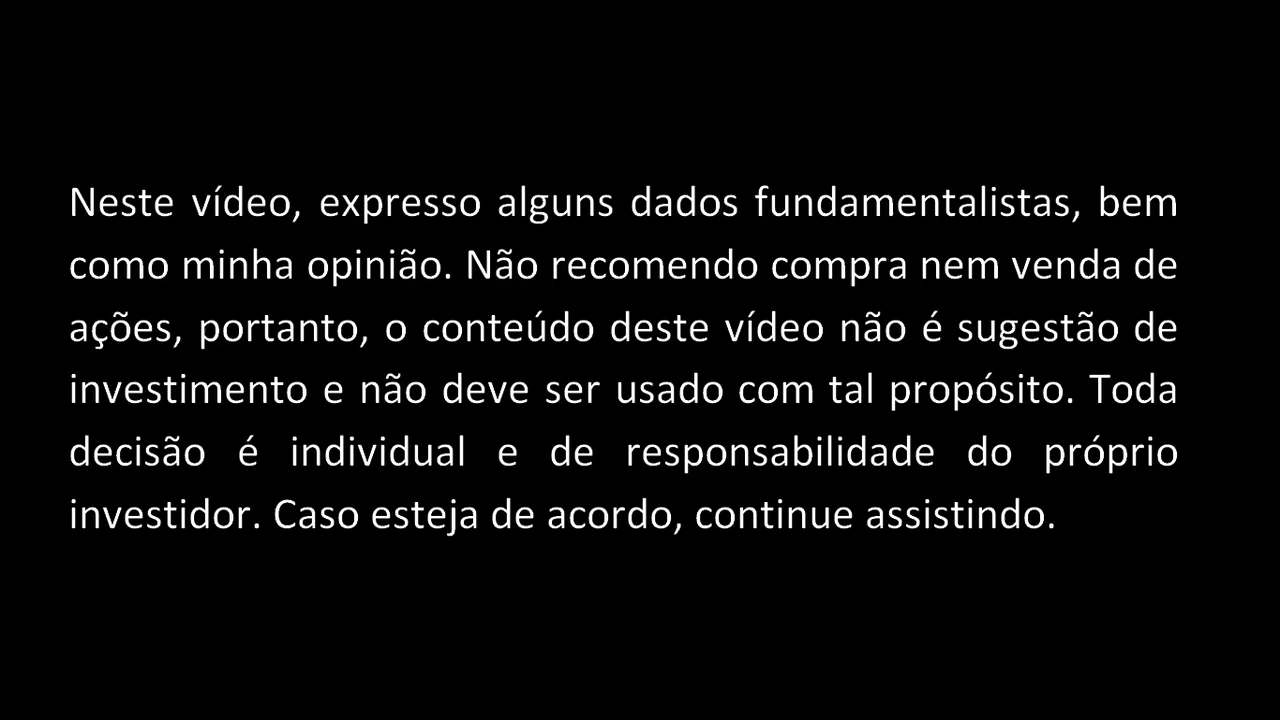 Neste vídeo, expresso alguns dados fundamentalistas, bem
como minha opinião. Não recomendo compra nem venda de
ações, portanto, o conteúdo deste vídeo não é sugestão de
investimento e não deve ser usado com tal propósito. Toda
decisão é individual e de responsabilidade do próprio
investidor. Caso esteja de acordo, continue assistindo.